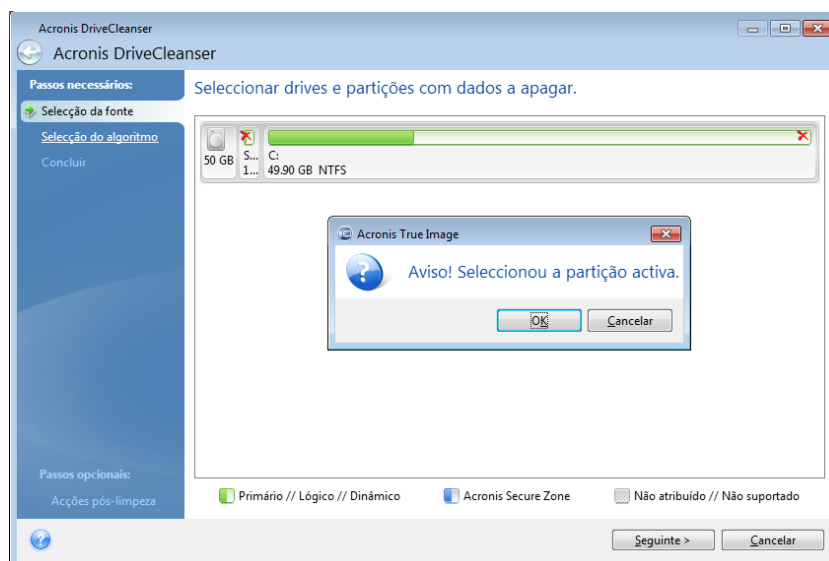 Acronis DriveCleanser
Acronis DriveCleanser
Passos necessários:
Selecção da fonte
Selecção do algoritmo
Concluir
Seleccionar drives e partições com dados a apagar.
50 GB
S...
1...
C:
49.90 GB NTFS
Acronis True Image
Aviso! Seleccionou a partição activa.
OK
Cancelar
Passos opcionais:
Acções pós-limpeza
Primário // Lógico // Dinâmico
Acronis Secure Zone
Não atribuído // Não suportado
Seguinte >
Cancelar